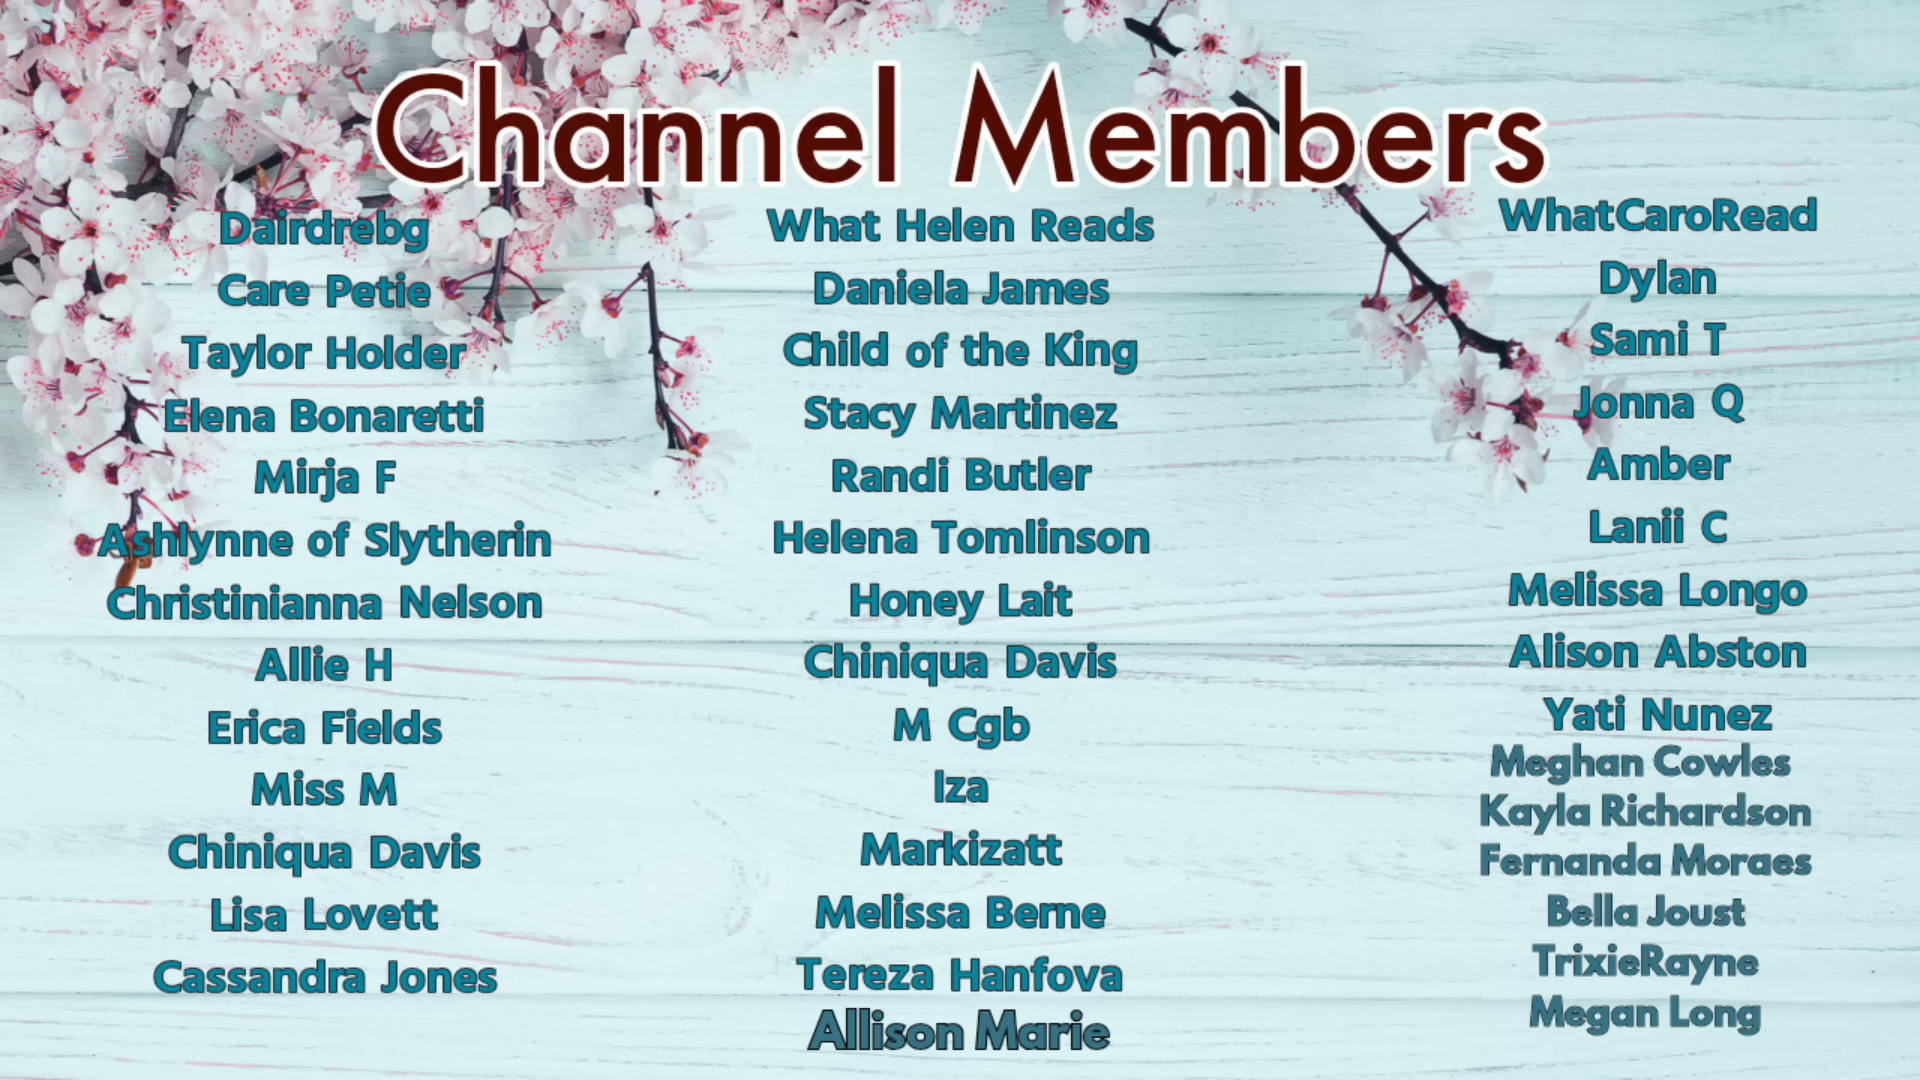 Channel Members
Dairdrebg
Care Petie
Taylor Holder
Elena Bonaretti
Mirja F
Ashlynne of Slytherin
Christinianna Nelson
Allie H
Erica Fields
Miss M
Chiniqua Davis
Lisa Lovett
Cassandra Jones
What Helen Reads
Daniela James
Child of the King
Stacy Martinez
Randi Butler
Helena Tomlinson
Honey Lait
Chiniqua Davis
M Cgb
Iza
Markizatt
Melissa Berne
Tereza Hanfova
Allison Marie
WhatCaroRead
Dylan
Sami T
Jonna Q
Amber
Lanii C
Melissa Longo
Alison Abston
Yati Nunez
Meghan Cowles
Kayla Richardson
Fernanda Moraes
Bella Joust
TrixieRayne
Megan Long